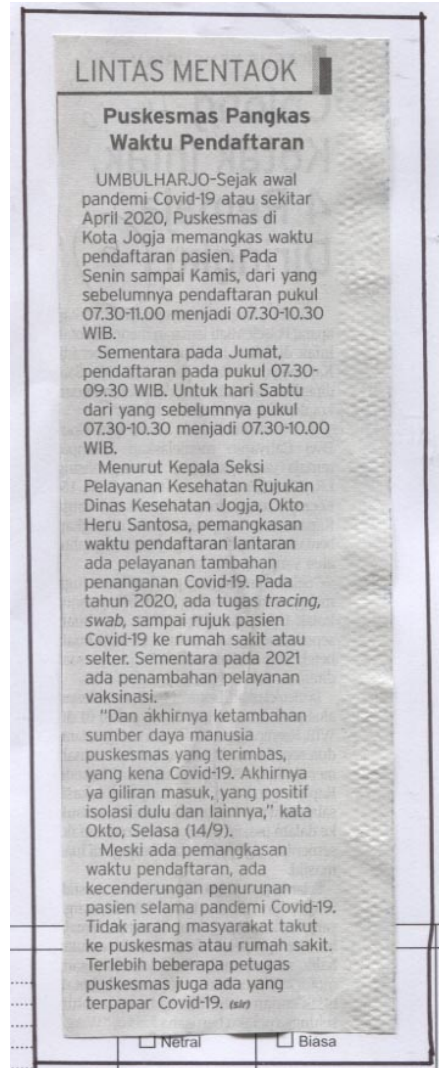 LINTAS MENTAOK
Puskesmas Pangkas
Waktu Pendaftaran
UMBULHARJO-Sejak awal
pandemi Covid-19 atau sekitar
April 2020, Puskesmas di
Kota Jogja memangkas waktu
pendaftaran pasien. Pada
Senin sampai Kamis, dari yang
sebelumnya pendaftaran pukul
07.30-11.00 menjadi 07.30-10.30
WIB.
Sementara pada Jumat,
pendaftaran pada pukul 07.30-
09.30 WIB. Untuk hari Sabtu
dari yang sebelumnya pukul
07.30-10.30 menjadi 07.30-10.00
WIB.
Menurut Kepala Seksi
Pelayanan Kesehatan Rujukan
Dinas Kesehatan Jogja, Okto
Heru Santosa, pemangkasan
waktu pendaftaran lantaran
ada pelayanan tambahan
penanganan Covid-19. Pada
tahun 2020, ada tugas tracing,
swab, sampai rujuk pasien
Covid-19 ke rumah sakit atau
selter. Sementara pada 2021
ada penambahan pelayanan
vaksinasi.
"Dan akhirnya ketambahan
sumber daya manusia
puskesmas yang terimbas,
yang kena Covid-19. Akhirnya
ya giliran masuk, yang positif
isolasi dulu dan lainnya," kata
Okto, Selasa (14/9).
Meski ada pemangkasan
waktu pendaftaran, ada
kecenderungan penurunan
pasien selama pandemi Covid-19.
Tidak jarang masyarakat takut
ke puskesmas atau rumah sakit.
Terlebih beberapa petugas
puskesmas juga ada yang
terpapar Covid-19. (sir)
Netral Biasa